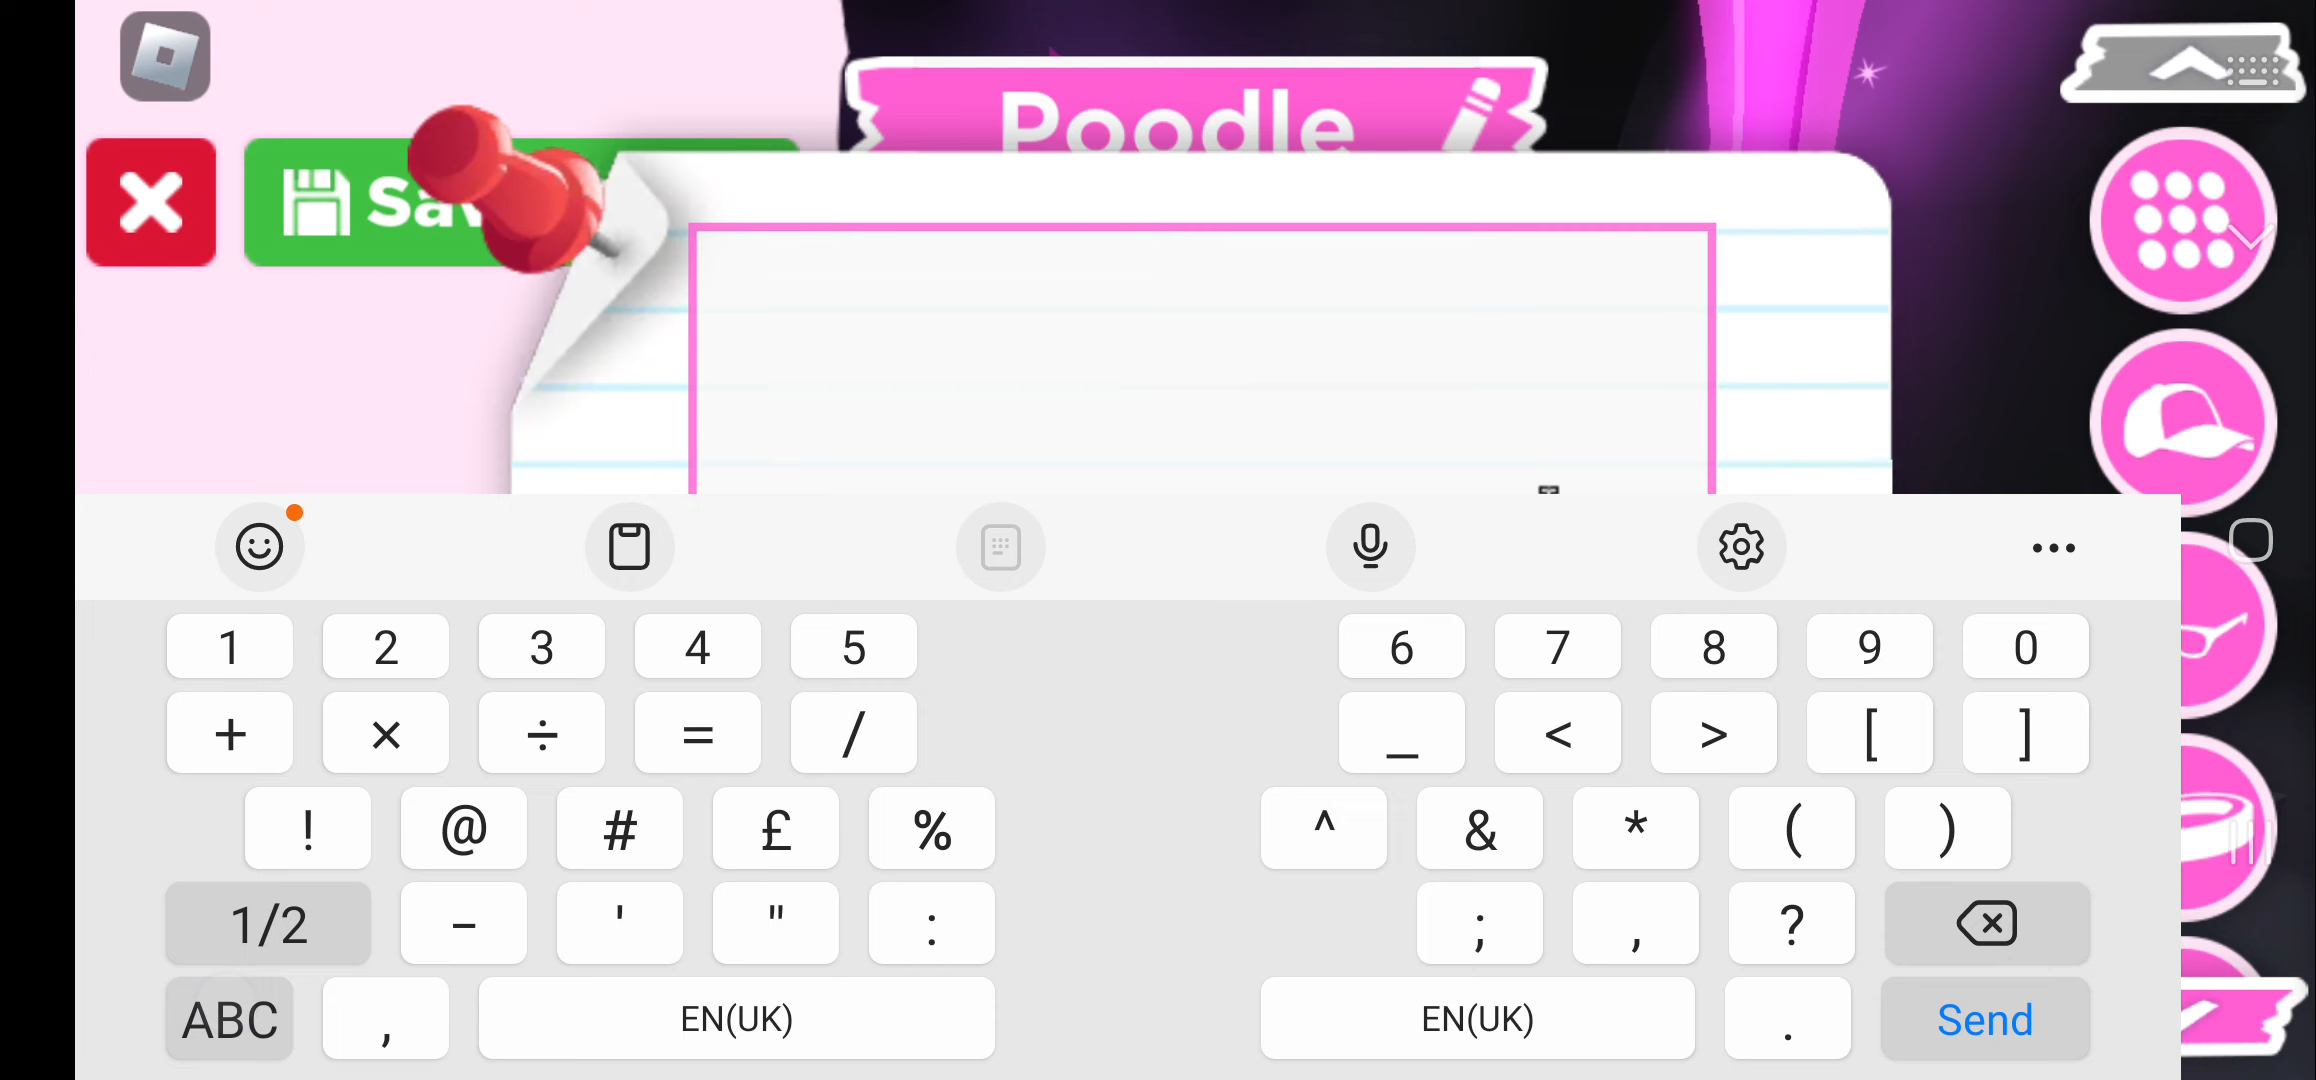 Poodle
Sav
1 2 3 4 5 6 7 8 9 0
+ × ÷ = / _ < > [ ]
! @ # £ % ^ & * ( )
1/2 - ' " : ; , ?
ABC , EN(UK) EN(UK) . Send